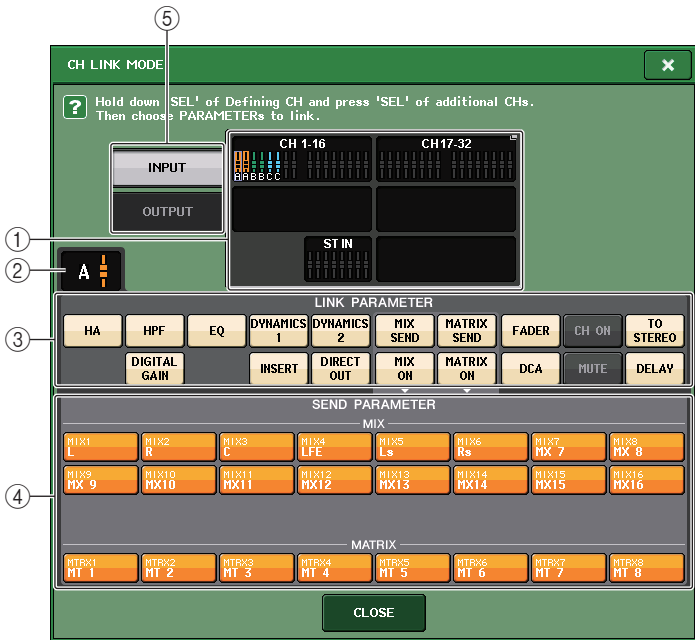 ⑤
CH LINK MODE
×
? Hold down 'SEL' of Defining CH and press 'SEL' of additional CHs.
Then choose PARAMETERs to link.
INPUT
OUTPUT
CH 1-16
CH17-32
AABBCC
ST IN
①
②
A
③
LINK PARAMETER
HA
HPF
EQ
DYNAMICS 1
DYNAMICS 2
MIX SEND
MATRIX SEND
FADER
CH ON
TO STEREO
DIGITAL GAIN
INSERT
DIRECT OUT
MIX ON
MATRIX ON
DCA
MUTE
DELAY
④
SEND PARAMETER
MIX
MIX1 L
MIX2 R
MIX3 C
MIX4 LFE
MIX5 Ls
MIX6 Rs
MIX7 MX 7
MIX8 MX 8
MIX9 MX 9
MIX10 MX10
MIX11 MX11
MIX12 MX12
MIX13 MX13
MIX14 MX14
MIX15 MX15
MIX16 MX16
MATRIX
MTRX1 MT 1
MTRX2 MT 2
MTRX3 MT 3
MTRX4 MT 4
MTRX5 MT 5
MTRX6 MT 6
MTRX7 MT 7
MTRX8 MT 8
CLOSE